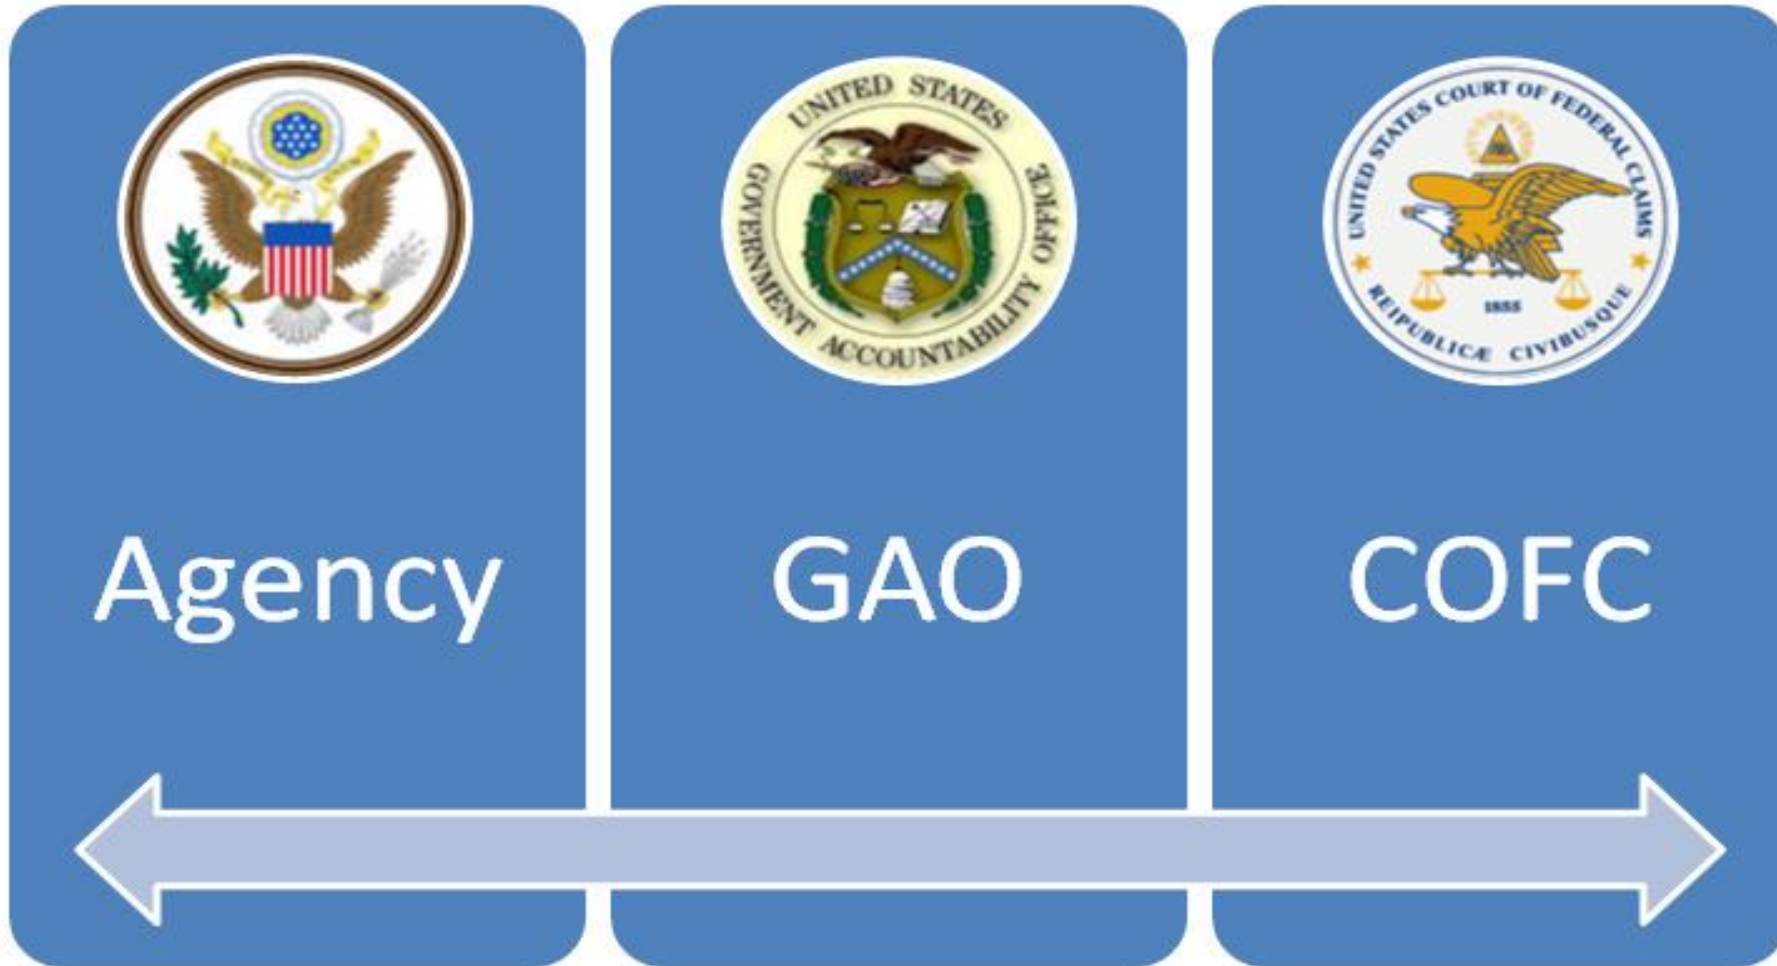 UNITED STATES
GOVERNMENT ACCOUNTABILITY OFFICE
UNITED STATES COURT OF FEDERAL CLAIMS
1855
REIPUBLICÆ CIVIBUSQUE
Agency
GAO
COFC